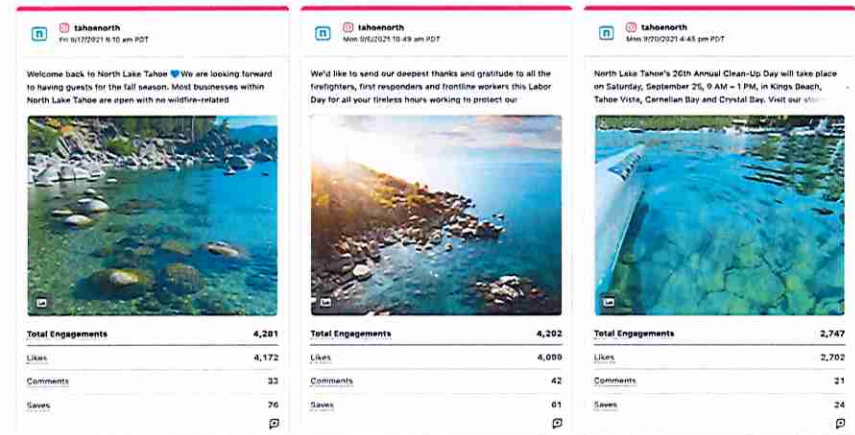 tahoenorth
Fri 9/17/2021 8:10 am PDT
Welcome back to North Lake Tahoe 💙We are looking forward
to having guests for the fall season. Most businesses within
North Lake Tahoe are open with no wildfire-related
Total Engagements 4,281
Likes 4,172
Comments 33
Saves 76
tahoenorth
Mon 9/6/2021 10:49 am PDT
We'd like to send our deepest thanks and gratitude to all the
firefighters, first responders and frontline workers this Labor
Day for all your tireless hours working to protect our
Total Engagements 4,202
Likes 4,099
Comments 42
Saves 61
tahoenorth
Mon 9/20/2021 4:45 pm PDT
North Lake Tahoe's 26th Annual Clean-Up Day will take place
on Saturday, September 25, 9 AM – 1 PM, in Kings Beach,
Tahoe Vista, Carnelian Bay and Crystal Bay. Visit our
Total Engagements 2,747
Likes 2,702
Comments 21
Saves 24